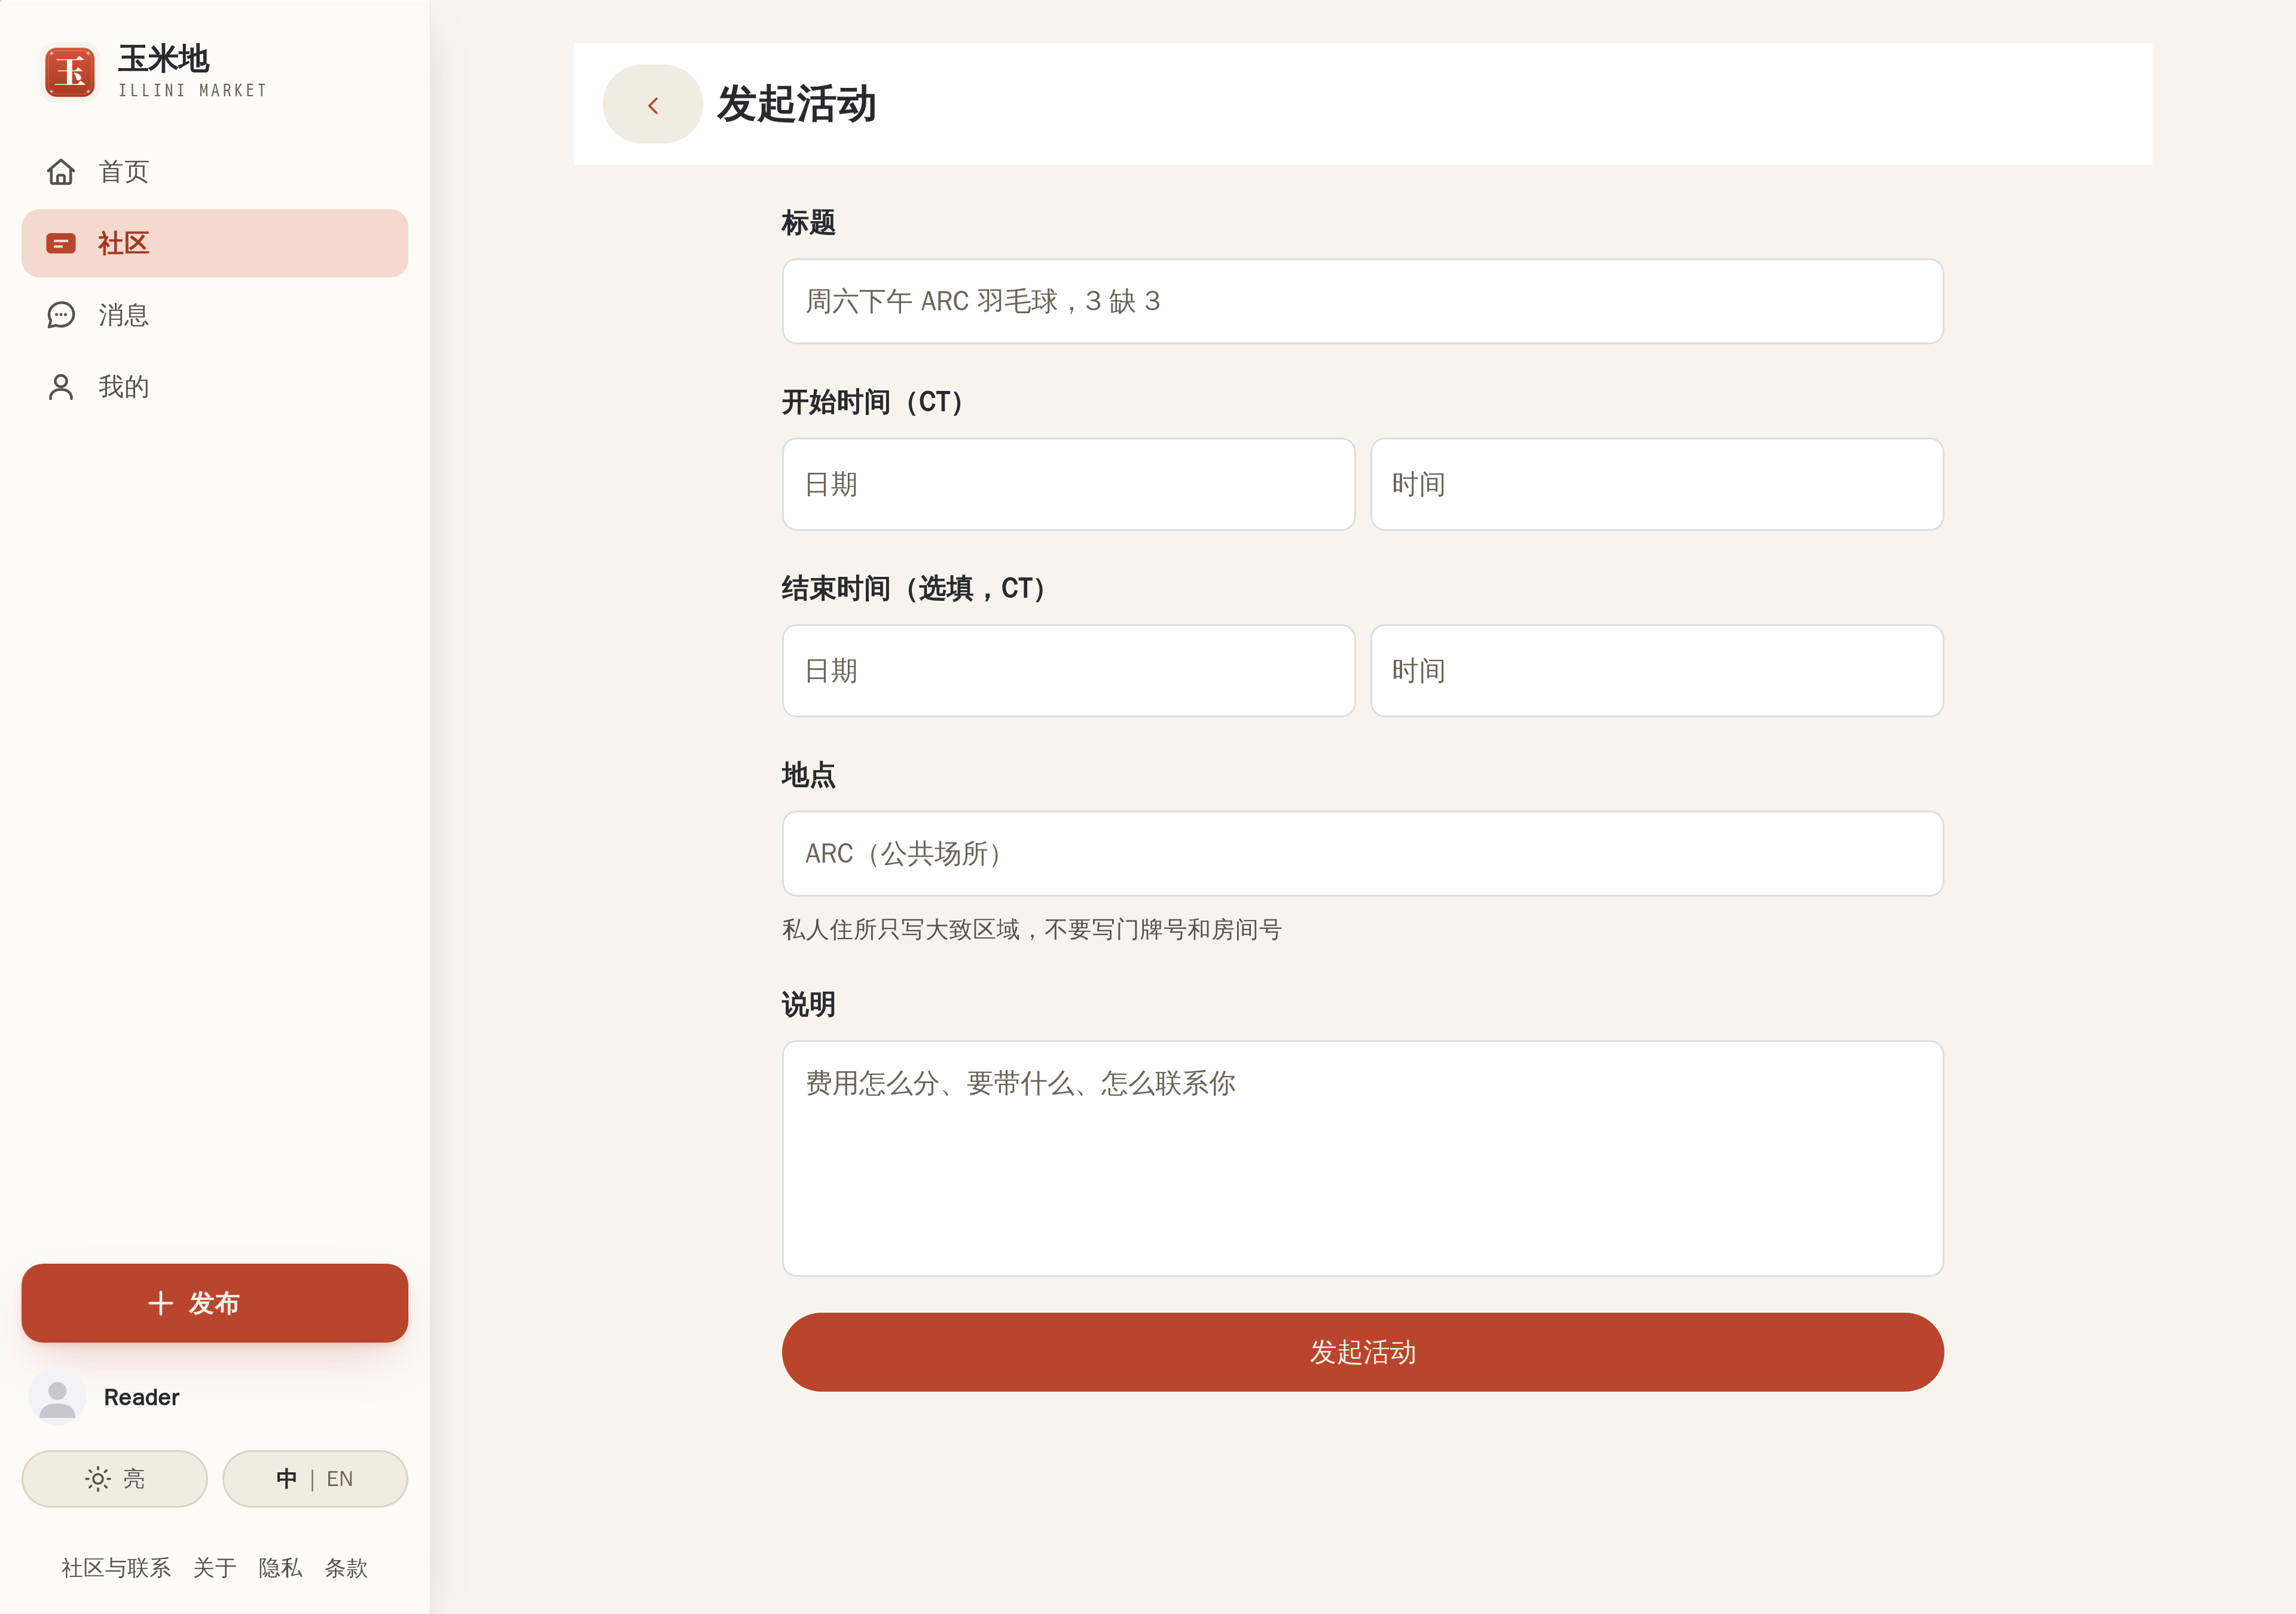 玉
玉米地
ILLINI MARKET
首页
社区
消息
我的
发布
Reader
亮
中 | EN
社区与联系 关于 隐私 条款
发起活动
标题
周六下午 ARC 羽毛球，3 缺 3
开始时间（CT）
日期 时间
结束时间（选填，CT）
日期 时间
地点
ARC（公共场所）
私人住所只写大致区域，不要写门牌号和房间号
说明
费用怎么分、要带什么、怎么联系你
发起活动